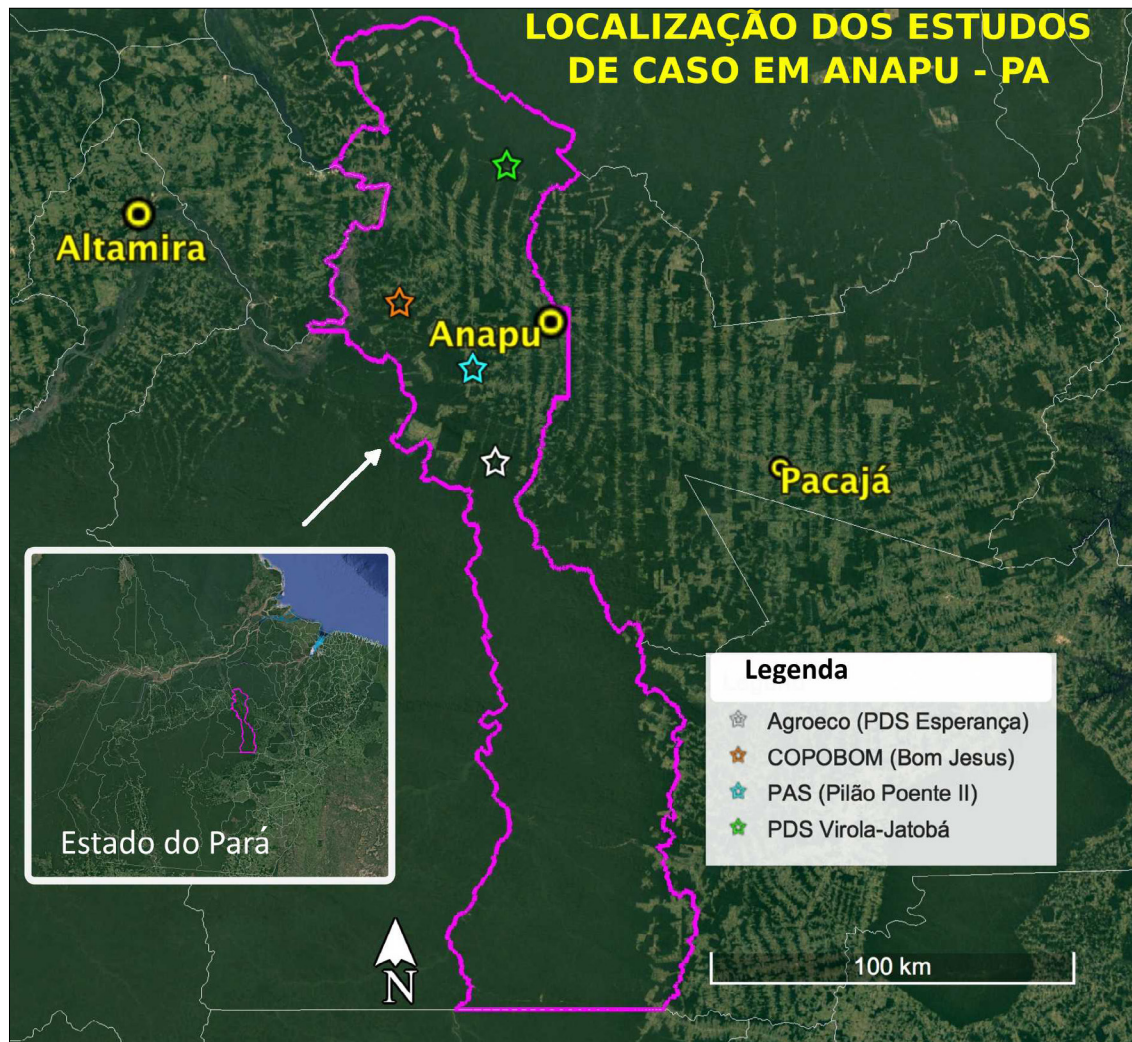 LOCALIZAÇÃO DOS ESTUDOS
DE CASO EM ANAPU - PA
Altamira
Anapu
Pacajá
Legenda
Agroeco (PDS Esperança)
COPOBOM (Bom Jesus)
PAS (Pilão Poente II)
PDS Virola-Jatobá
Estado do Pará
N
100 km